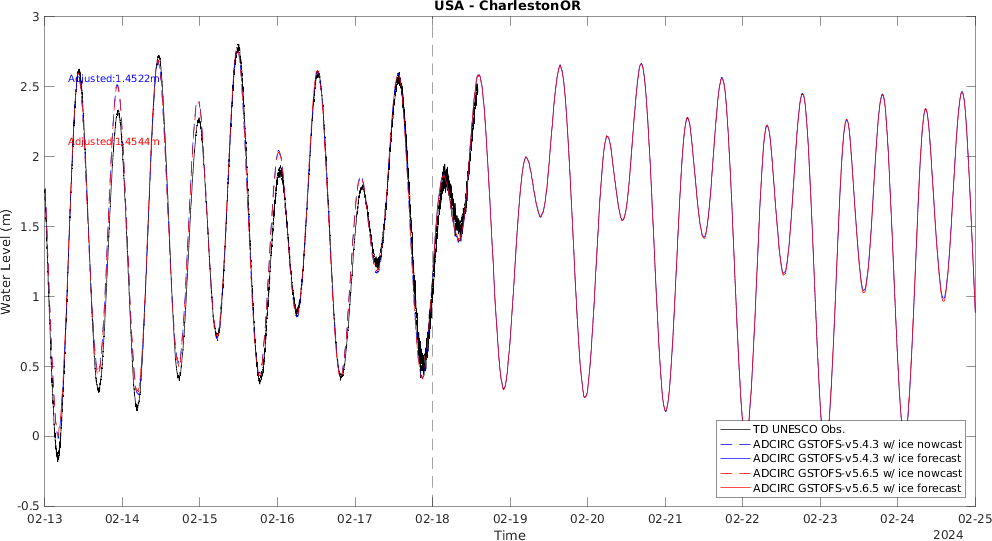 USA - CharlestonOR
3
2.5
2
1.5
1
0.5
0
-0.5
Water Level (m)
Adjusted:1.4522m
Adjusted:1.4544m
TD UNESCO Obs.
ADCIRC GSTOFS-v5.4.3 w/ ice nowcast
ADCIRC GSTOFS-v5.4.3 w/ ice forecast
ADCIRC GSTOFS-v5.6.5 w/ ice nowcast
ADCIRC GSTOFS-v5.6.5 w/ ice forecast
02-13 02-14 02-15 02-16 02-17 02-18 02-19 02-20 02-21 02-22 02-23 02-24 02-25
Time
2024